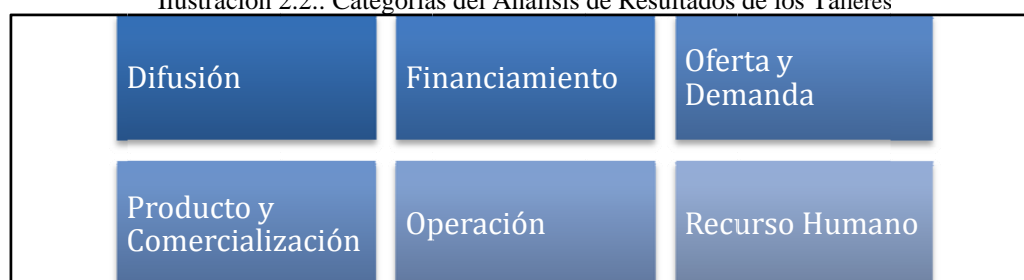 Ilustración 2.2.. Categorías del Análisis de Resultados de los Talleres
Difusión
Financiamiento
Oferta y
Demanda
Producto y
Comercialización
Operación
Recurso Humano